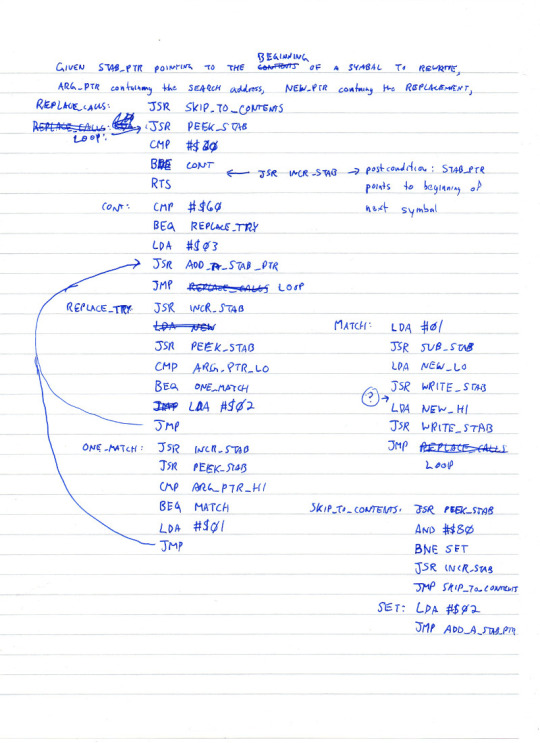 BEGINNING
GIVEN STAB_PTR POINTING TO THE CONTENTS OF A SYMBAL TO REWRITE,
ARG_PTR containing the SEARCH address, NEW_PTR containing the REPLACEMENT,
REPLACE_CALLS: JSR SKIP_TO_CONTENTS
REPLACE_CALLS: JSR PEEK_STAB
LOOP:
CMP #$60
BNE CONT ← JSR INCR_STAB → postcondition: STAB_PTR
RTS points to beginning of
next symbol
CONT: CMP #$60
BEQ REPLACE_TRY
LDA #$03
JSR ADD_A_STAB_PTR
JMP REPLACE_CALLS LOOP
REPLACE_TRY: JSR INCR_STAB
LDA NEW
JSR PEEK_STAB
CMP ARG_PTR_LO
BEQ ONE_MATCH
JMP LDA #$02
JMP
ONE_MATCH: JSR INCR_STAB
JSR PEEK_STAB
CMP ARG_PTR_HI
BEQ MATCH
LDA #$01
JMP
MATCH: LDA #01
JSR SUB_STAB
LDA NEW_LO
JSR WRITE_STAB
? → LDA NEW_HI
JSR WRITE_STAB
JMP REPLACE_CALLS
LOOP
SKIP_TO_CONTENTS: JSR PEEK_STAB
AND #$80
BNE SET
JSR INCR_STAB
JMP SKIP_TO_CONTENTS
SET: LDA #$02
JMP ADD_A_STAB_PTR